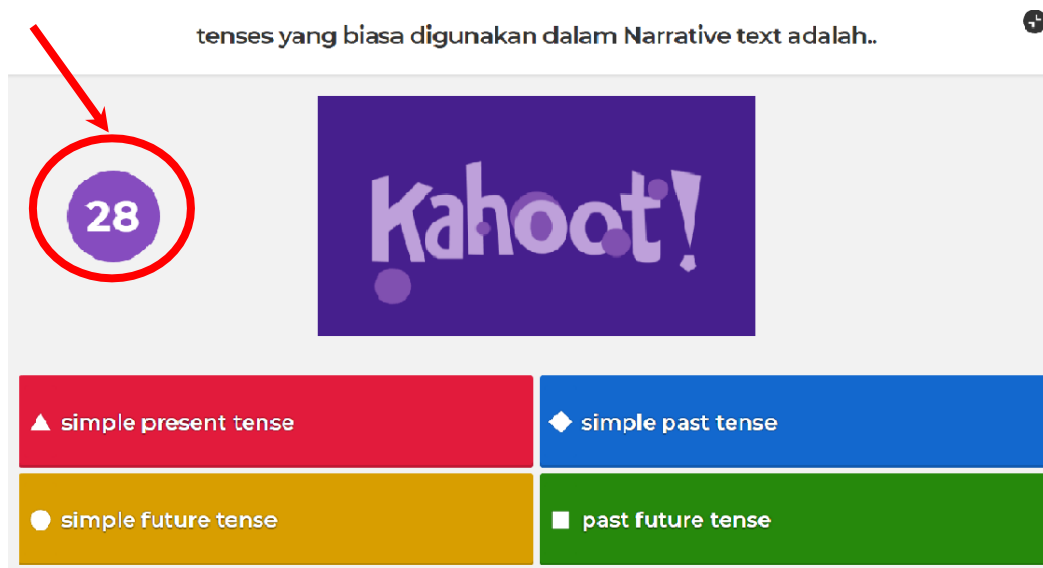 tenses yang biasa digunakan dalam Narrative text adalah..
28
Kahoot!
simple present tense
simple past tense
simple future tense
past future tense